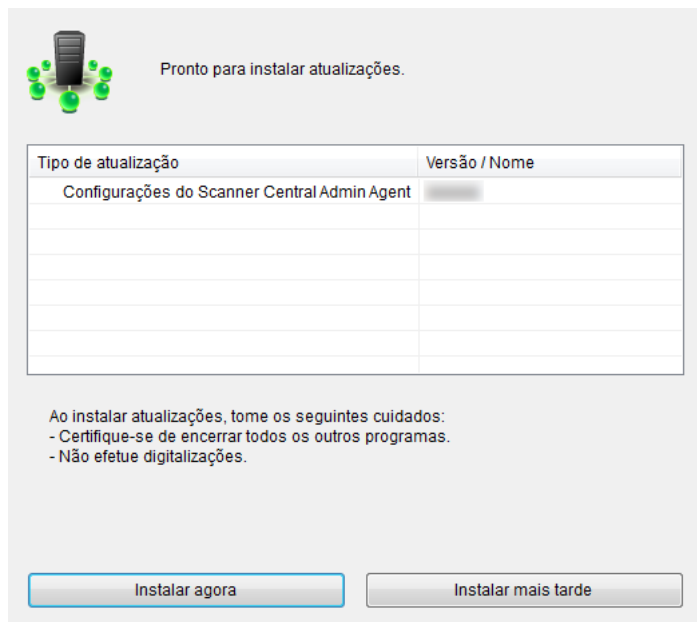 Pronto para instalar atualizações.
Tipo de atualização Versão / Nome
Configurações do Scanner Central Admin Agent
Ao instalar atualizações, tome os seguintes cuidados:
- Certifique-se de encerrar todos os outros programas.
- Não efetue digitalizações.
Instalar agora Instalar mais tarde